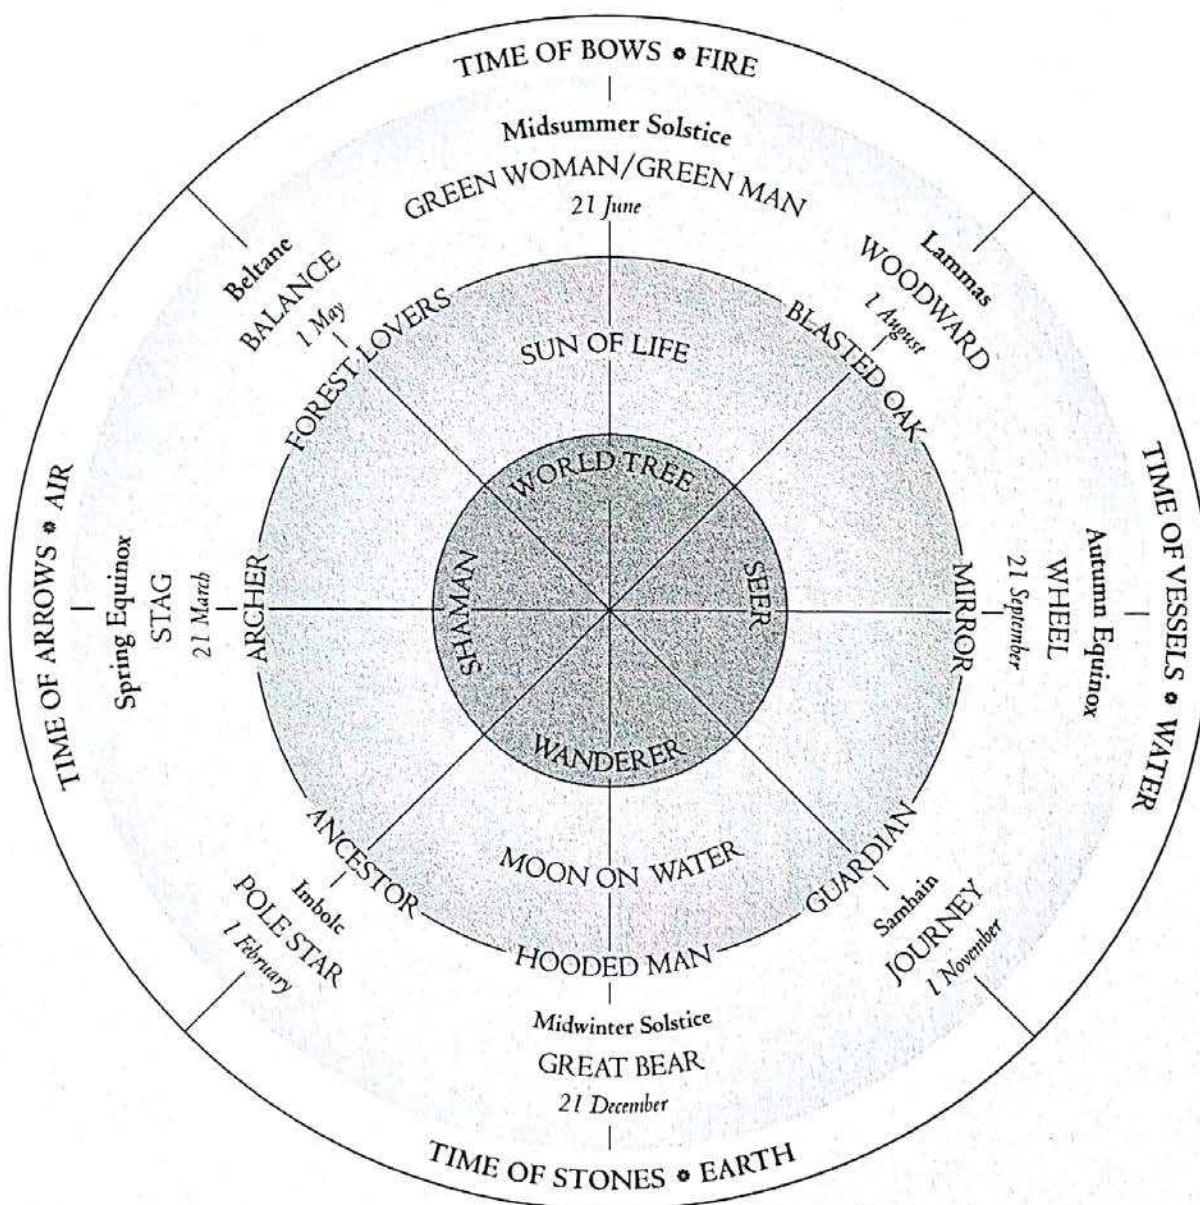 TIME OF BOWS • FIRE
Midsummer Solstice
GREEN WOMAN/GREEN MAN
21 June
Beltane
BALANCE
1 May
FOREST LOVERS
Lammas
WOODWARD
1 August
BLASTED OAK
SUN OF LIFE
WORLD TREE
TIME OF ARROWS • AIR
Spring Equinox
STAG
21 March
ARCHER
SHAMAN
SEER
MIRROR
21 September
WHEEL
Autumn Equinox
TIME OF VESSELS • WATER
WANDERER
MOON ON WATER
ANCESTOR
Imbolc
POLE STAR
1 February
HOODED MAN
GUARDIAN
Samhain
JOURNEY
1 November
Midwinter Solstice
GREAT BEAR
21 December
TIME OF STONES • EARTH